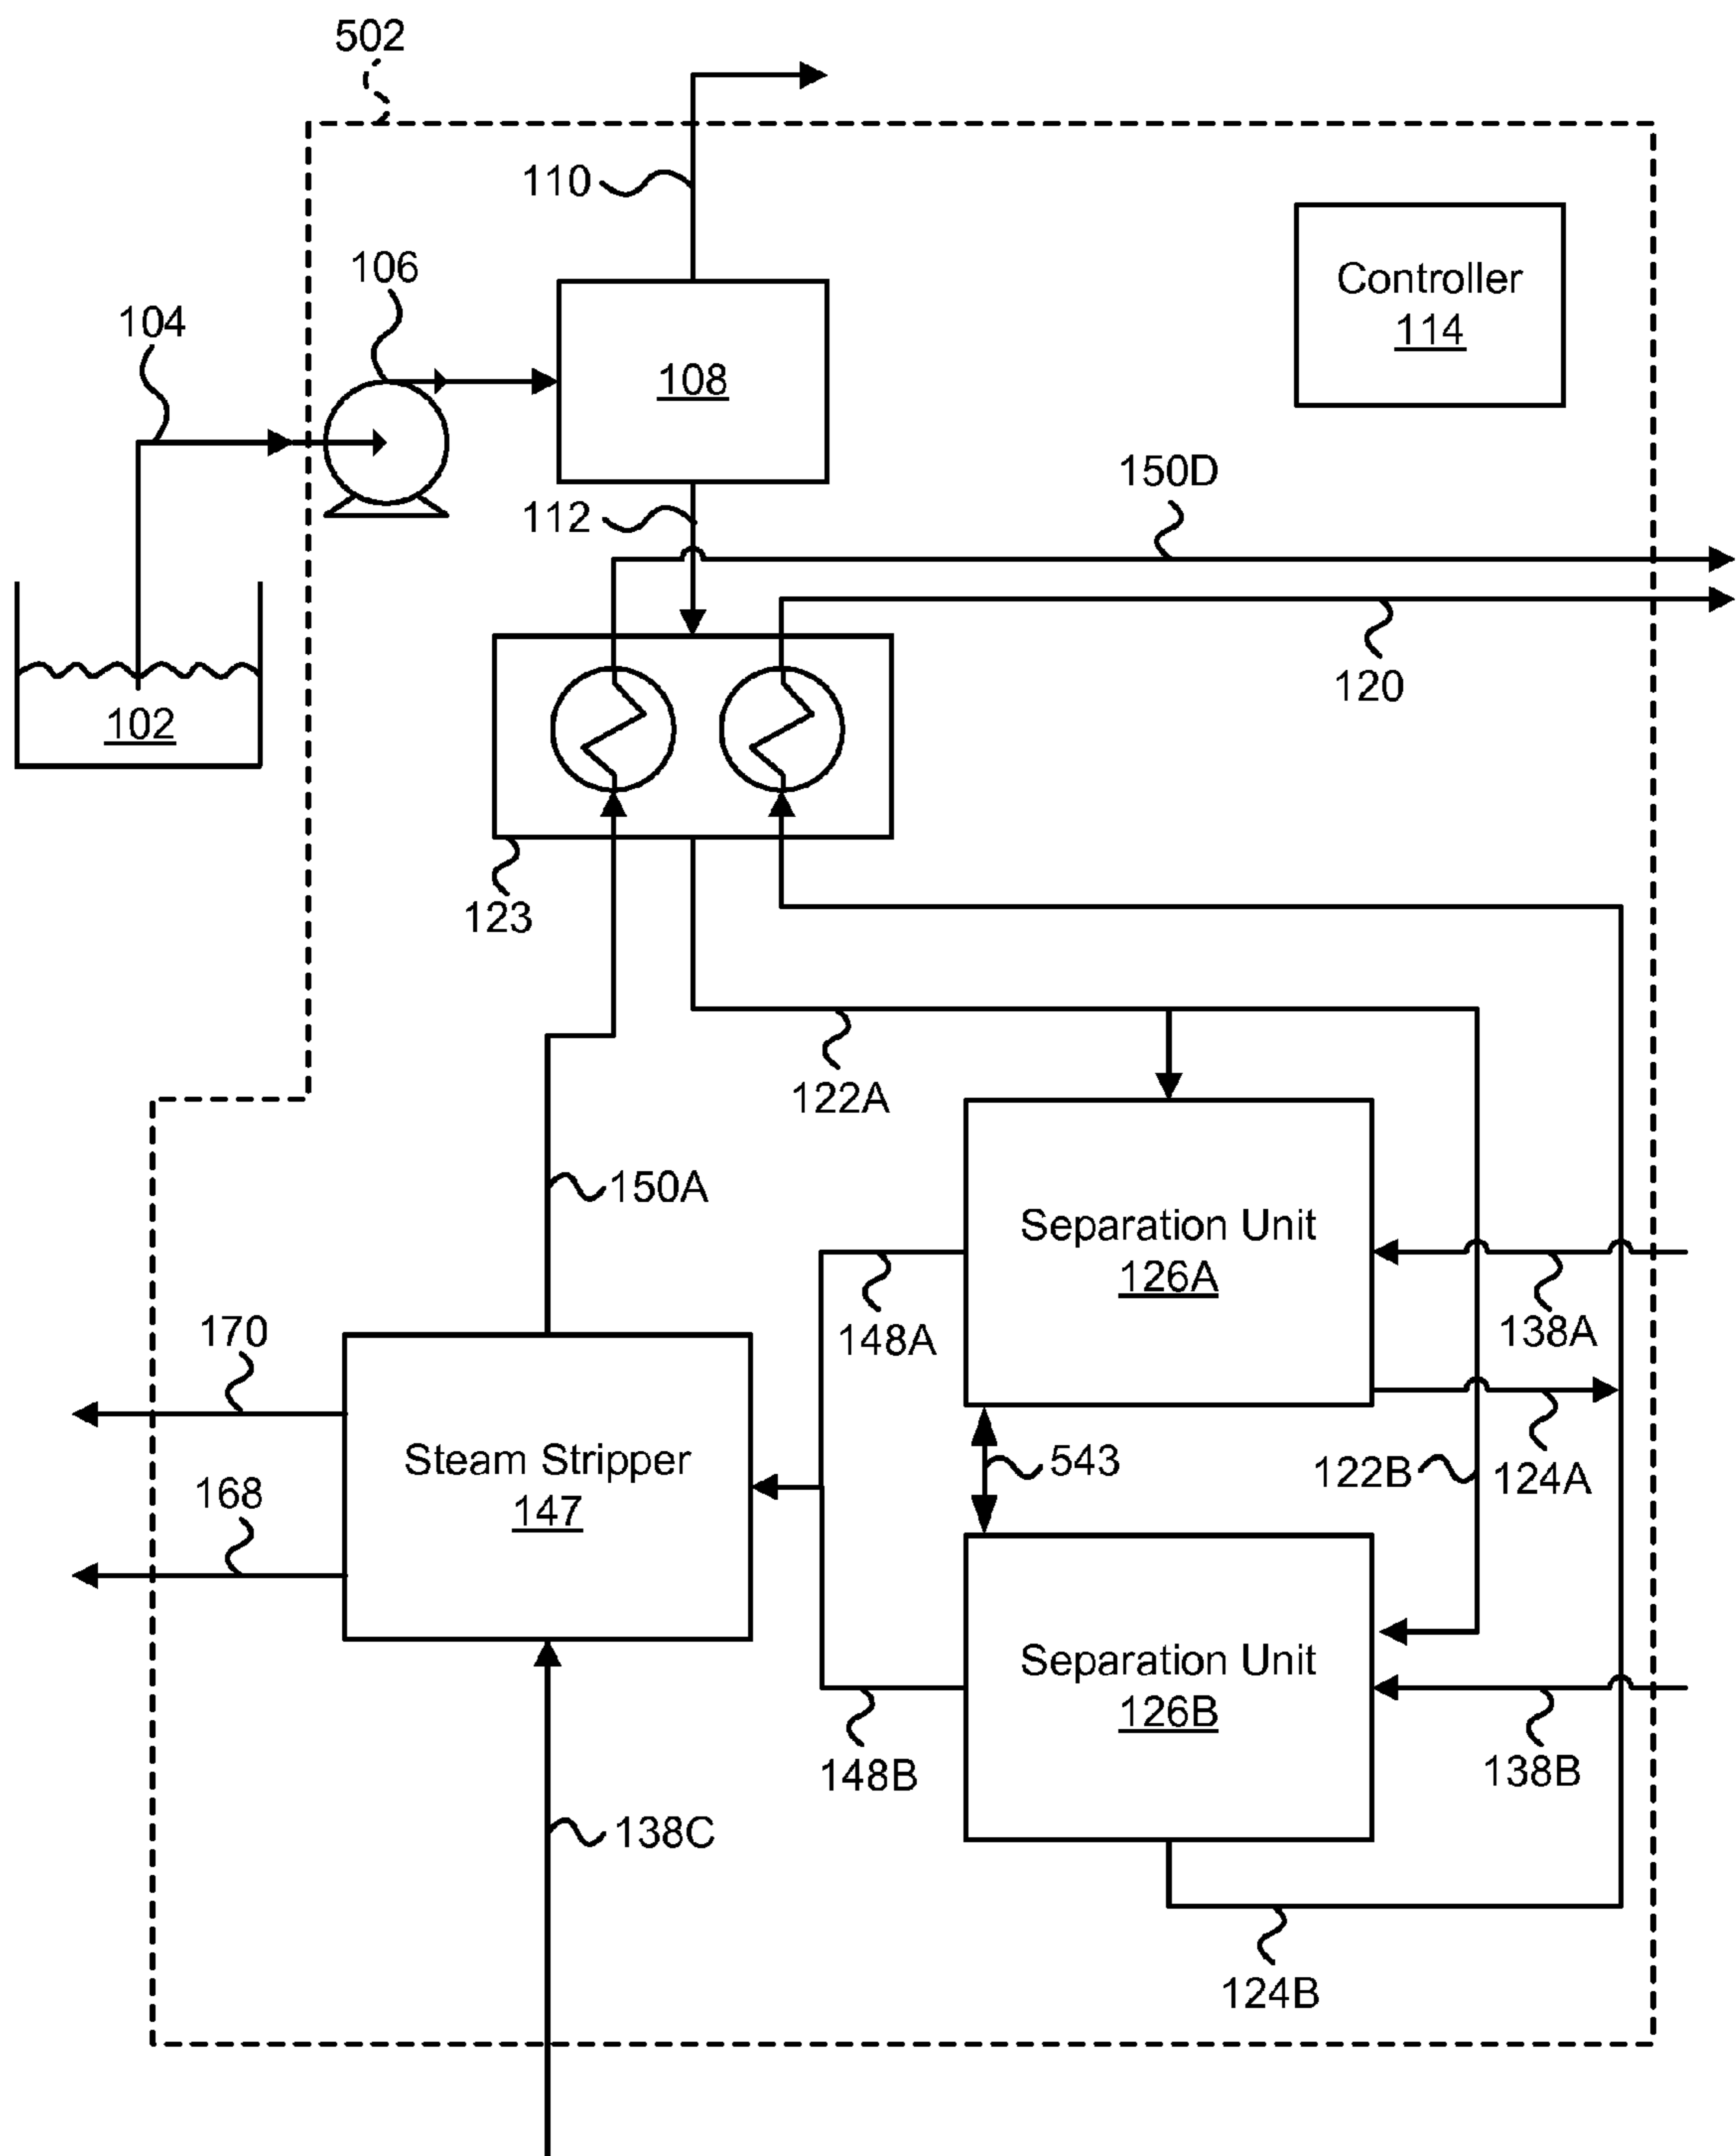 502
110
106
Controller
114
104
108
150D
112
120
102
123
122A
150A
Separation Unit
126A
170
148A
138A
Steam Stripper
147
543
122B
124A
168
Separation Unit
126B
148B
138B
138C
124B